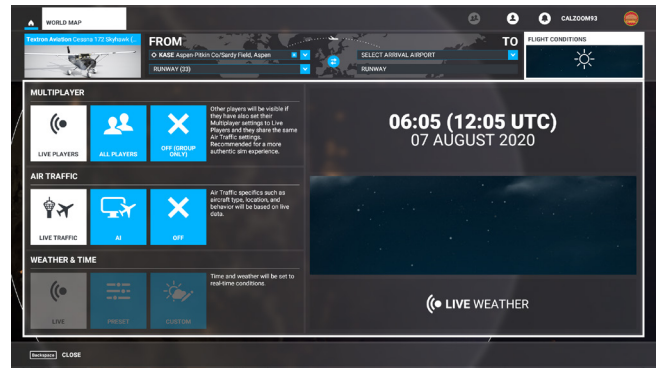 WORLD MAP
CALZOOM93
Textron Aviation Cessna 172 Skyhawk (...
FROM
KASE Aspen-Pitkin Co/Sardy Field, Aspen
RUNWAY (33)
TO
SELECT ARRIVAL AIRPORT
RUNWAY
FLIGHT CONDITIONS
MULTIPLAYER
LIVE PLAYERS
ALL PLAYERS
OFF (GROUP
ONLY)
Other players will be visible if
they have also set their
Multiplayer settings to Live
Players and they share the same
Air Traffic settings.
Recommended for a more
authentic sim experience.
AIR TRAFFIC
LIVE TRAFFIC
AI
OFF
Air Traffic specifics such as
aircraft type, location, and
behavior will be based on live
data.
WEATHER & TIME
LIVE
PRESET
CUSTOM
Time and weather will be set to
real-time conditions.
06:05 (12:05 UTC)
07 AUGUST 2020
LIVE WEATHER
Backspace CLOSE